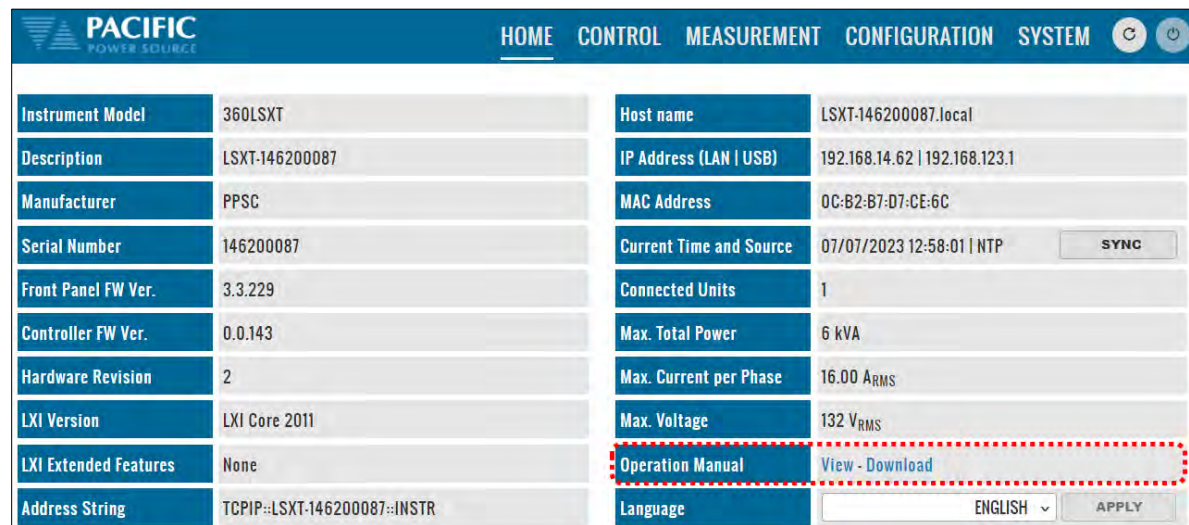 PACIFIC
POWER SOURCE
HOME CONTROL MEASUREMENT CONFIGURATION SYSTEM
Instrument Model 360LSXT
Description LSXT-146200087
Manufacturer PPSC
Serial Number 146200087
Front Panel FW Ver. 3.3.229
Controller FW Ver. 0.0.143
Hardware Revision 2
LXI Version LXI Core 2011
LXI Extended Features None
Address String TCPIP::LSXT-146200087::INSTR
Host name LSXT-146200087.local
IP Address (LAN | USB) 192.168.14.62 | 192.168.123.1
MAC Address 0C:B2:B7:D7:CE:6C
Current Time and Source 07/07/2023 12:58:01 | NTP SYNC
Connected Units 1
Max. Total Power 6 kVA
Max. Current per Phase 16.00 ARMS
Max. Voltage 132 VRMS
Operation Manual View - Download
Language ENGLISH APPLY